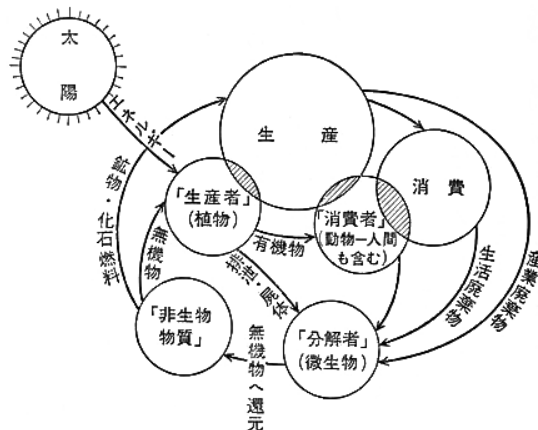 太
陽
エネルギー
生 産
鉱物・化石燃料
「生産者」
(植物)
消 費
「消費者」
(動物―人間
も含む)
有機物
無機物
排泄・屍体
生活廃棄物
産業廃棄物
「非生物
物質」
「分解者」
(微生物)
無機物へ還元